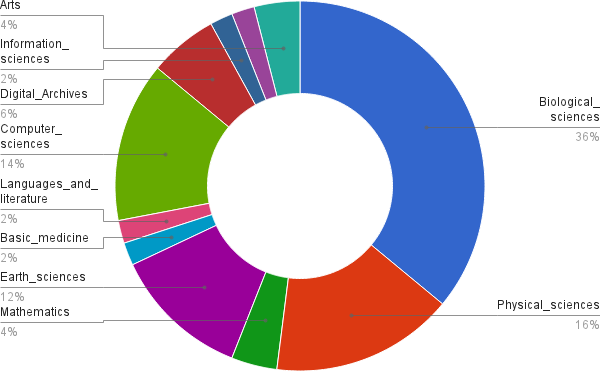 Arts
4%
Information_
sciences
2%
Digital_Archives
6%
Computer_
sciences
14%
Languages_and_
literature
2%
Basic_medicine
2%
Earth_sciences
12%
Mathematics
4%
Biological_
sciences
36%
Physical_sciences
16%